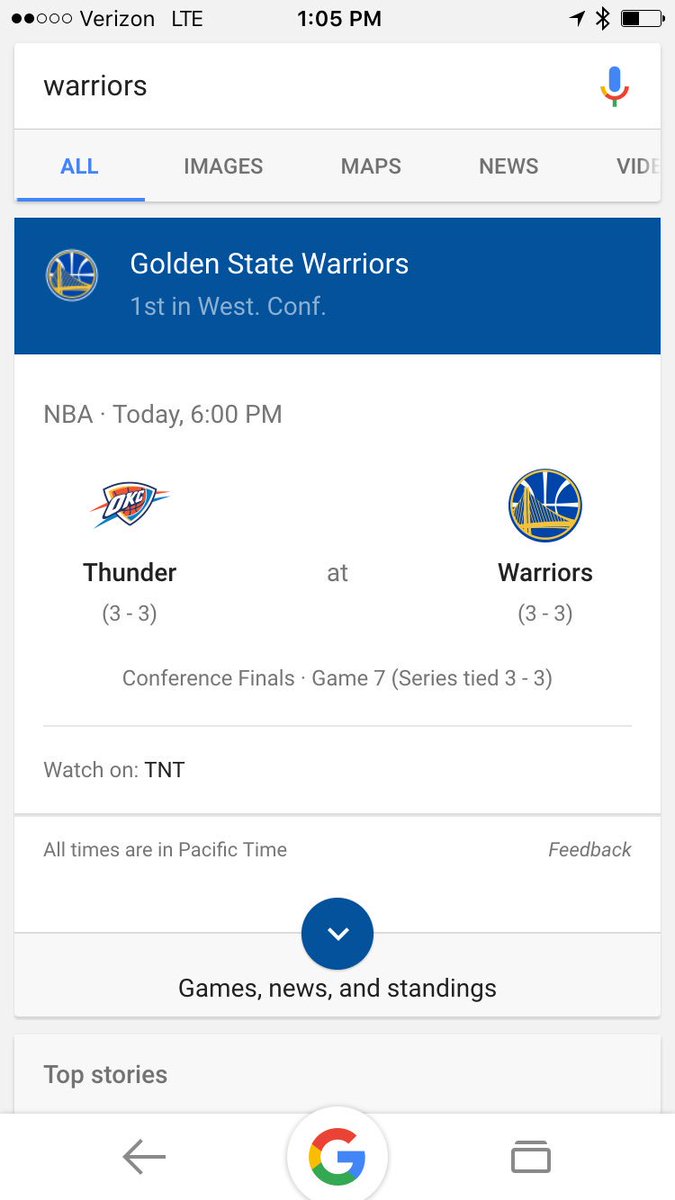 Verizon LTE 1:05 PM
warriors
ALL IMAGES MAPS NEWS VIDE
Golden State Warriors
1st in West. Conf.
NBA · Today, 6:00 PM
OKC
Thunder at Warriors
(3 - 3) (3 - 3)
Conference Finals · Game 7 (Series tied 3 - 3)
Watch on: TNT
All times are in Pacific Time Feedback
Games, news, and standings
Top stories
G